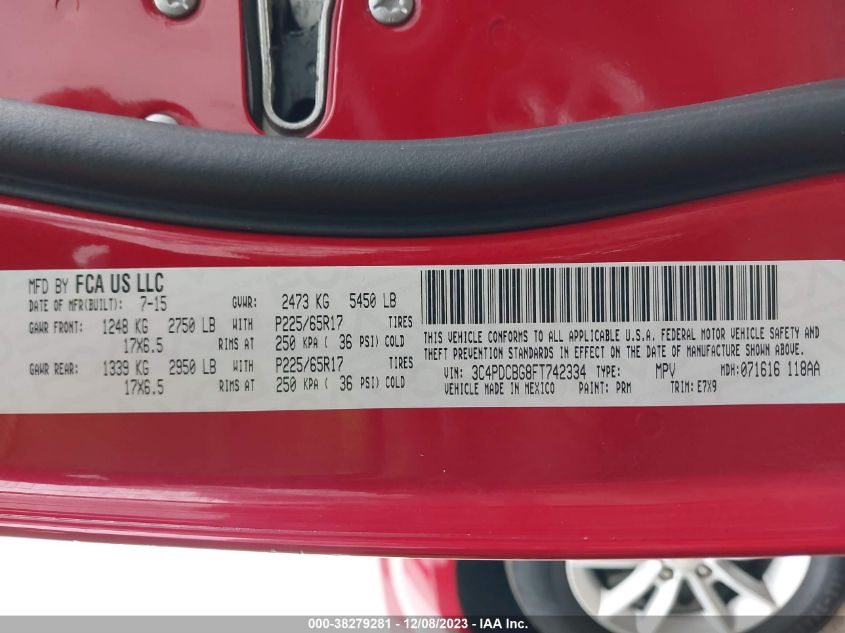 MFD BY FCA US LLC
DATE OF MFR(BUILT): 7-15 GVWR: 2473 KG 5450 LB
GAWR FRONT: 1248 KG 2750 LB WITH P225/65R17 TIRES
17X6.5 RIMS AT 250 KPA ( 36 PSI) COLD
GAWR REAR: 1339 KG 2950 LB WITH P225/65R17 TIRES
17X6.5 RIMS AT 250 KPA ( 36 PSI) COLD
THIS VEHICLE CONFORMS TO ALL APPLICABLE U.S.A. FEDERAL MOTOR VEHICLE SAFETY AND
THEFT PREVENTION STANDARDS IN EFFECT ON THE DATE OF MANUFACTURE SHOWN ABOVE.
VIN: 3C4PDCBG8FT742334 TYPE: MPV MDH: 071616 118AA
VEHICLE MADE IN MEXICO PAINT: PRM TRIM: E7X9
000-38279281 - 12/08/2023 - IAA Inc.